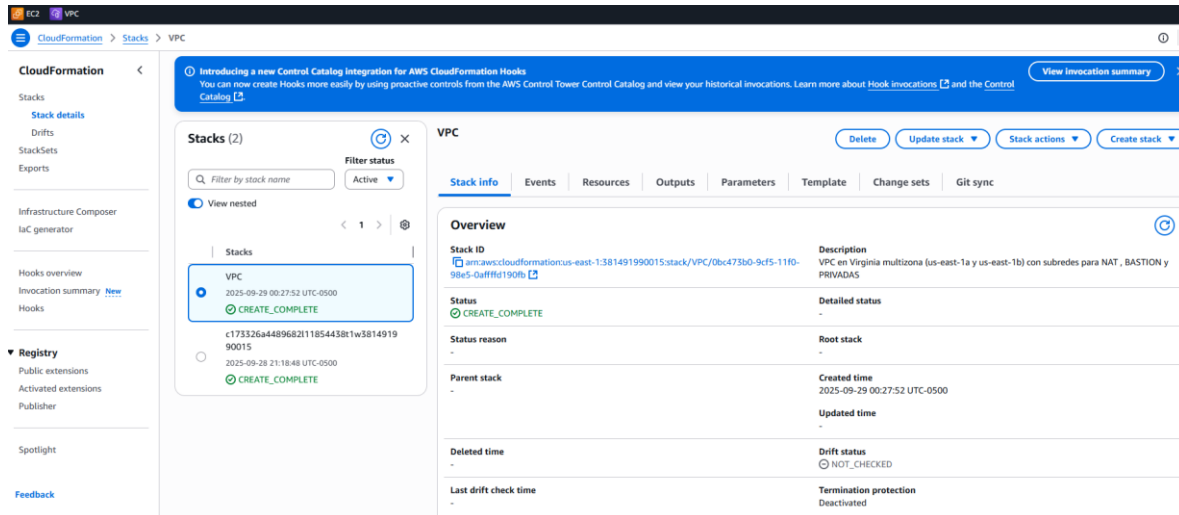 EC2 VPC
CloudFormation > Stacks > VPC
CloudFormation
Stacks
Stack details
Drifts
StackSets
Exports
Infrastructure Composer
IaC generator
Hooks overview
Invocation summary New
Hooks
Registry
Public extensions
Activated extensions
Publisher
Spotlight
Feedback
Introducing a new Control Catalog integration for AWS CloudFormation Hooks
You can now create Hooks more easily by using proactive controls from the AWS Control Tower Control Catalog and view your historical invocations. Learn more about Hook invocations and the Control
Catalog.
View invocation summary
Stacks (2)
Filter status
Filter by stack name
Active
View nested
1
Stacks
VPC
2025-09-29 00:27:52 UTC-0500
CREATE_COMPLETE
c173326a4489682l11854438t1w3814919
90015
2025-09-28 21:18:48 UTC-0500
CREATE_COMPLETE
VPC
Delete
Update stack
Stack actions
Create stack
Stack info
Events
Resources
Outputs
Parameters
Template
Change sets
Git sync
Overview
Stack ID
arn:aws:cloudformation:us-east-1:381491990015:stack/VPC/0bc473b0-9cf5-11f0-
98e5-0affffd190fb
Description
VPC en Virginia multizona (us-east-1a y us-east-1b) con subredes para NAT , BASTION y
PRIVADAS
Status
CREATE_COMPLETE
Detailed status
-
Status reason
-
Root stack
-
Parent stack
-
Created time
2025-09-29 00:27:52 UTC-0500
Updated time
-
Deleted time
-
Drift status
NOT_CHECKED
Last drift check time
-
Termination protection
Deactivated